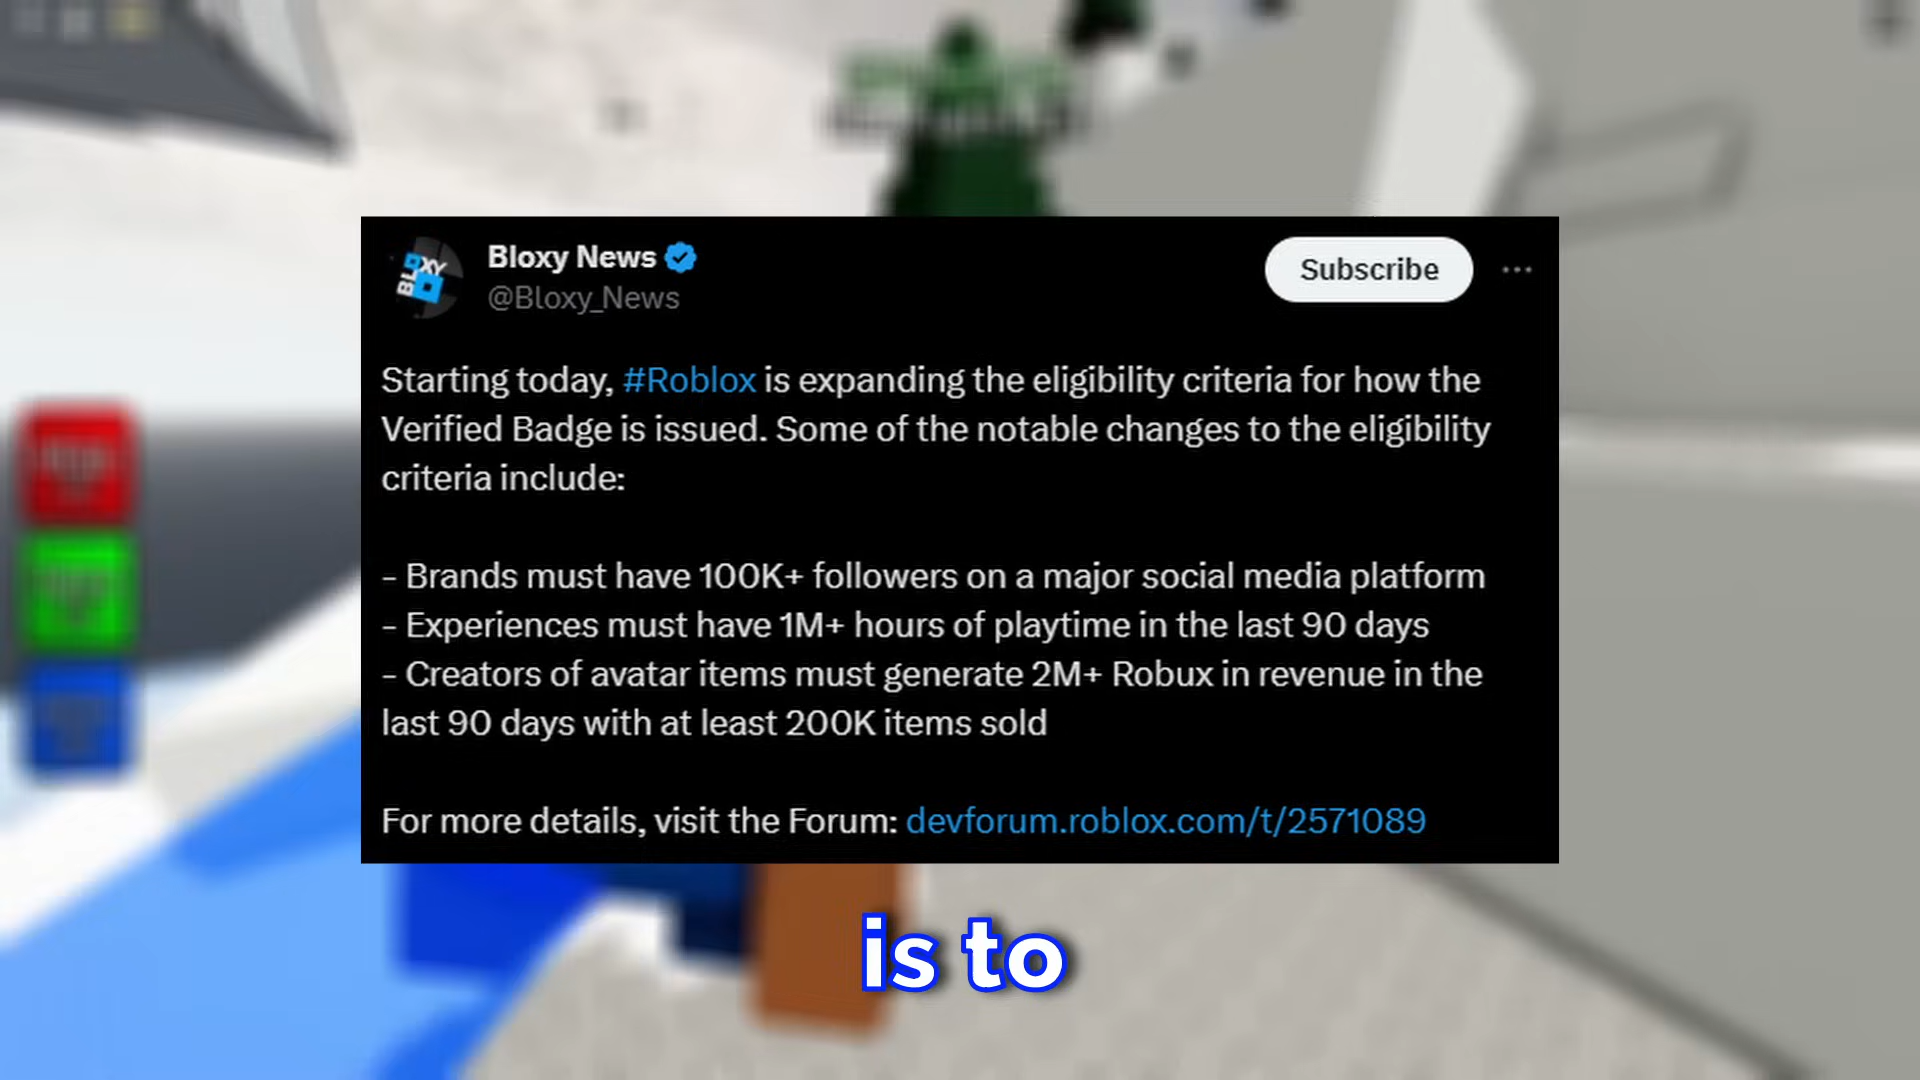 Bloxy News
@Bloxy_News
Subscribe
BLOXY
Starting today, #Roblox is expanding the eligibility criteria for how the
Verified Badge is issued. Some of the notable changes to the eligibility
criteria include:
- Brands must have 100K+ followers on a major social media platform
- Experiences must have 1M+ hours of playtime in the last 90 days
- Creators of avatar items must generate 2M+ Robux in revenue in the
last 90 days with at least 200K items sold
For more details, visit the Forum: devforum.roblox.com/t/2571089
is to